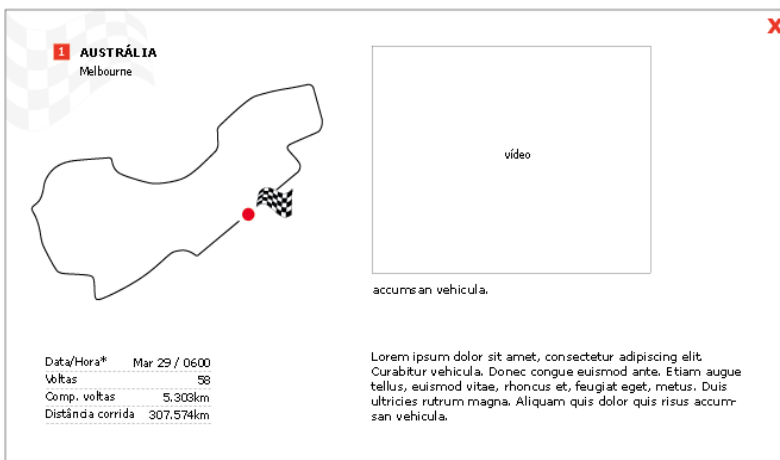 X
1 AUSTRÁLIA
Melbourne
vídeo
accumsan vehicula.
Data/Hora* Mar 29 / 0600
Voltas 58
Comp. voltas 5.303km
Distância corrida 307.574km
Lorem ipsum dolor sit amet, consectetur adipiscing elit.
Curabitur vehicula. Donec congue euismod ante. Etiam augue
tellus, euismod vitae, rhoncus et, feugiat eget, metus. Duis
ultricies rutrum magna. Aliquam quis dolor quis risus accum-
san vehicula.